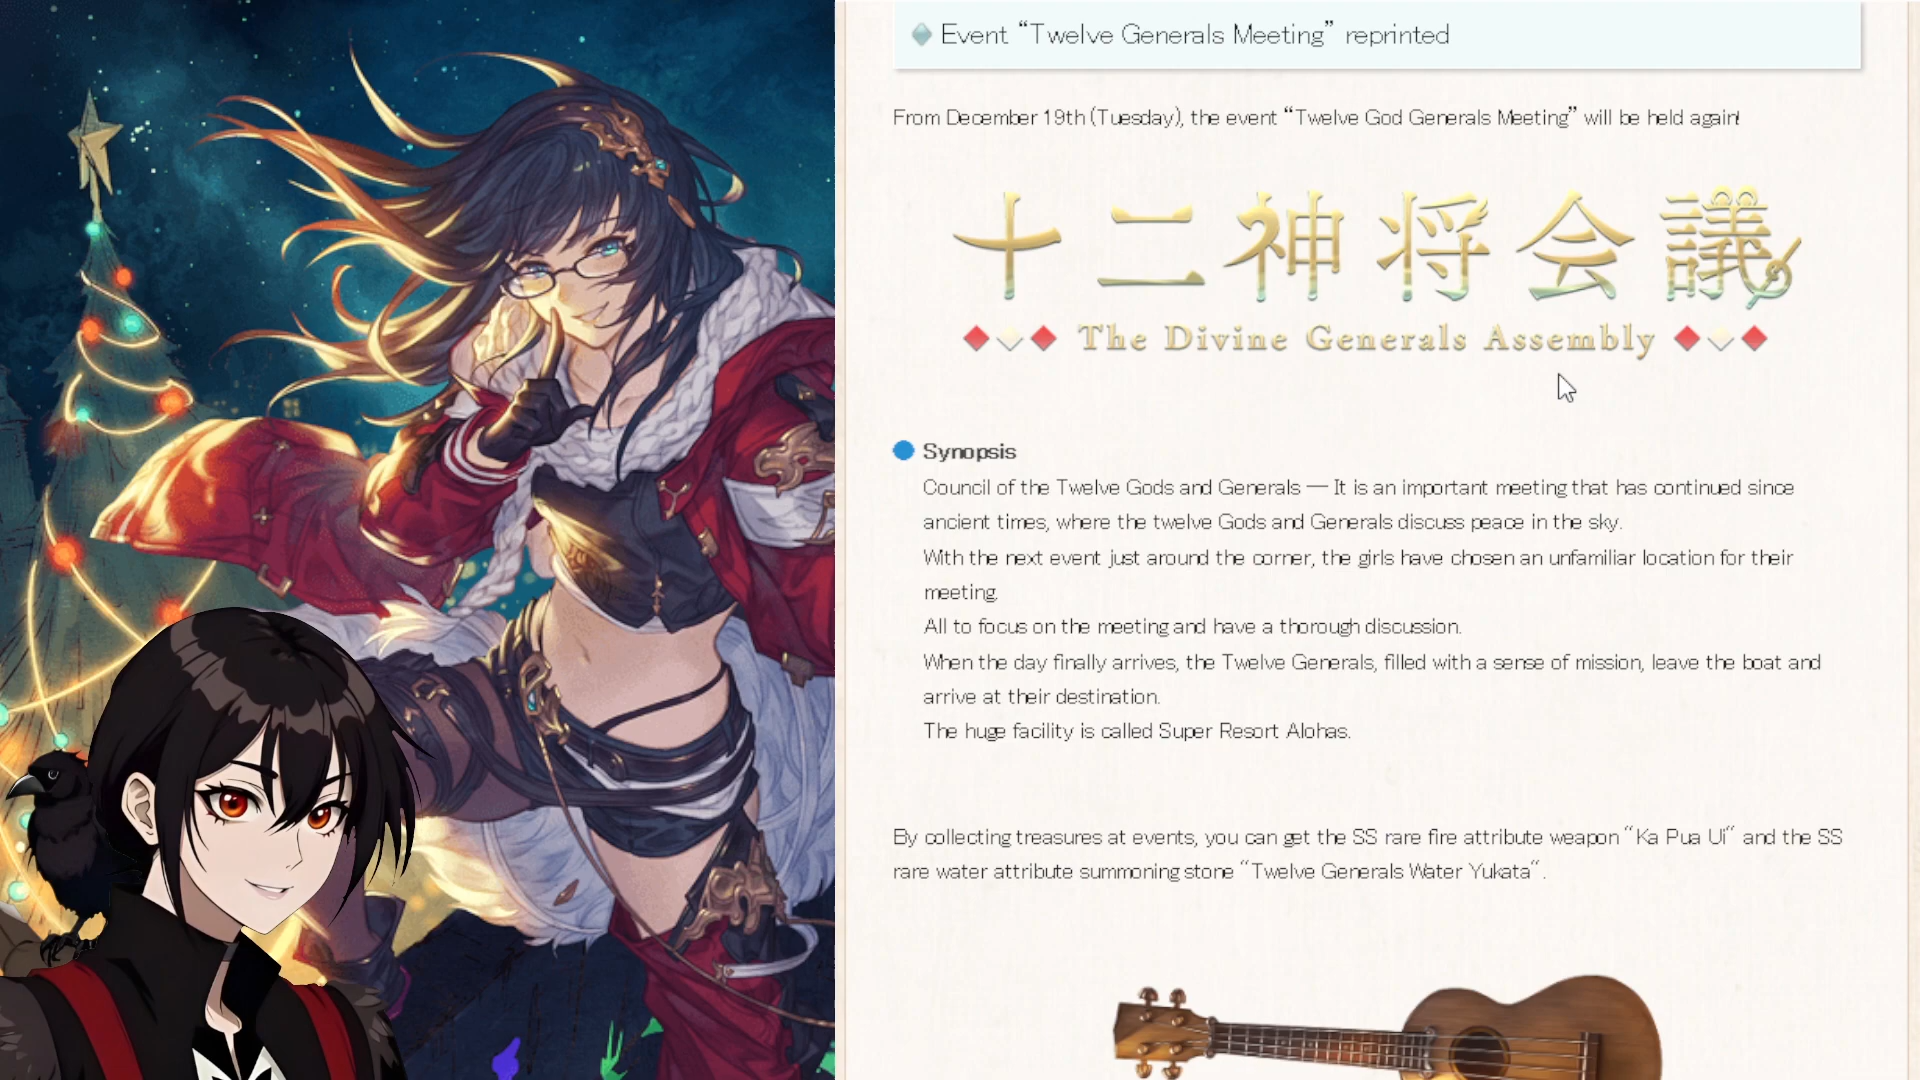 Event “Twelve Generals Meeting” reprinted
From December 19th (Tuesday), the event “Twelve God Generals Meeting” will be held again!
十二神将会議
The Divine Generals Assembly
Synopsis
Council of the Twelve Gods and Generals — It is an important meeting that has continued since
ancient times, where the twelve Gods and Generals discuss peace in the sky.
With the next event just around the corner, the girls have chosen an unfamiliar location for their
meeting.
All to focus on the meeting and have a thorough discussion.
When the day finally arrives, the Twelve Generals, filled with a sense of mission, leave the boat and
arrive at their destination.
The huge facility is called Super Resort Alohas.
By collecting treasures at events, you can get the SS rare fire attribute weapon “Ka Pua Ui“ and the SS
rare water attribute summoning stone “Twelve Generals Water Yukata“.